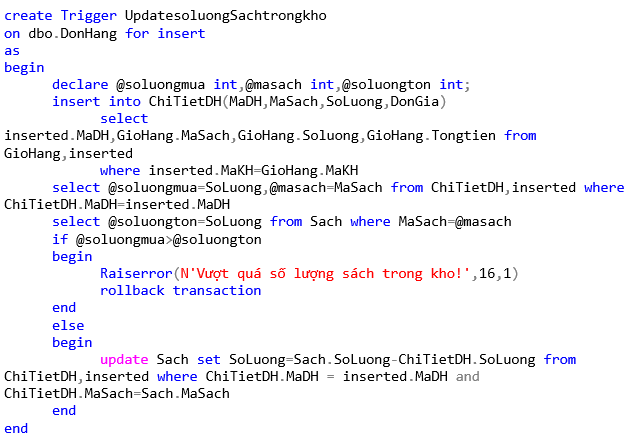 create Trigger UpdatesoluongSachtrongkho
on dbo.DonHang for insert
as
begin
declare @soluongmua int,@masach int,@soluongton int;
insert into ChiTietDH(MaDH,MaSach,SoLuong,DonGia)
select
inserted.MaDH,GioHang.MaSach,GioHang.Soluong,GioHang.Tongtien from
GioHang,inserted
where inserted.MaKH=GioHang.MaKH
select @soluongmua=SoLuong,@masach=MaSach from ChiTietDH,inserted where
ChiTietDH.MaDH=inserted.MaDH
select @soluongton=SoLuong from Sach where MaSach=@masach
if @soluongmua>@soluongton
begin
Raiserror(N'Vượt quá số lượng sách trong kho!',16,1)
rollback transaction
end
else
begin
update Sach set SoLuong=Sach.SoLuong-ChiTietDH.SoLuong from
ChiTietDH,inserted where ChiTietDH.MaDH = inserted.MaDH and
ChiTietDH.MaSach=Sach.MaSach
end
end